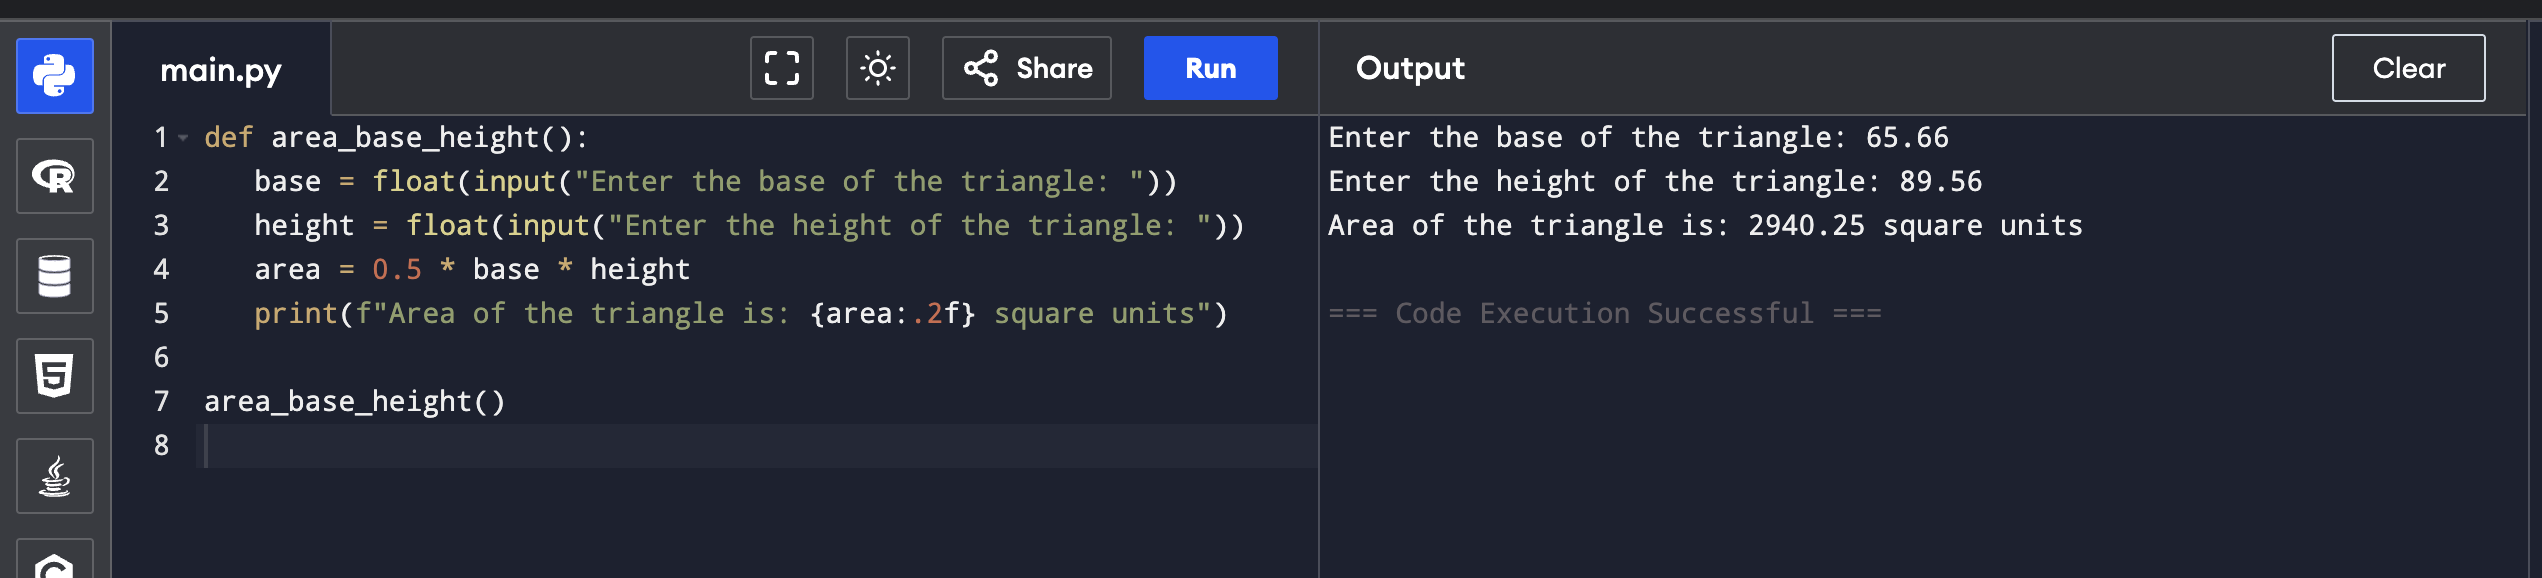 main.py
Share
Run
Output
Clear
1 def area_base_height():
2    base = float(input("Enter the base of the triangle: "))
3    height = float(input("Enter the height of the triangle: "))
4    area = 0.5 * base * height
5    print(f"Area of the triangle is: {area:.2f} square units")
6
7 area_base_height()
8
Enter the base of the triangle: 65.66
Enter the height of the triangle: 89.56
Area of the triangle is: 2940.25 square units
=== Code Execution Successful ===